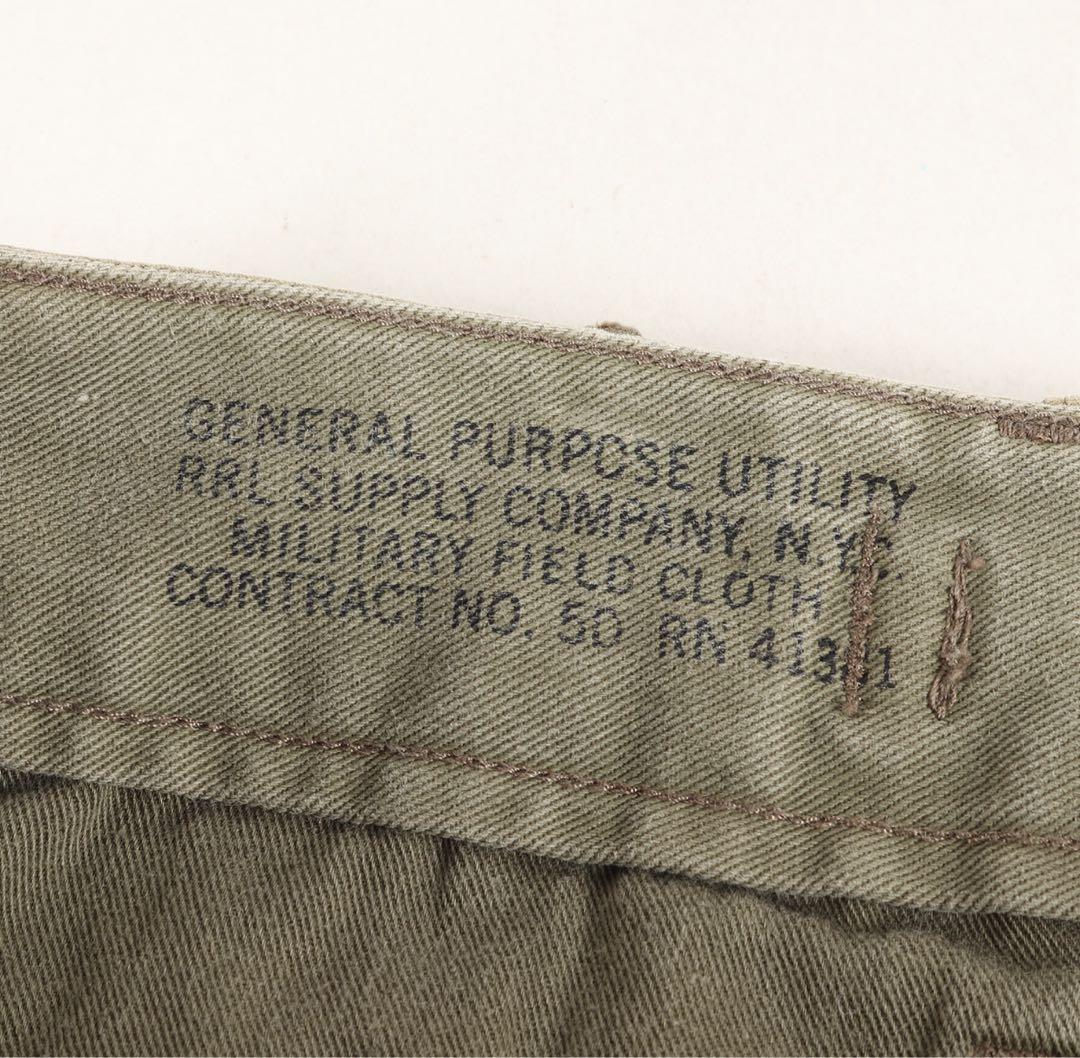 GENERAL PURPOSE UTILITY
RRL SUPPLY COMPANY, N.Y.C.
MILITARY FIELD CLOTH
CONTRACT NO. 50 RN 41381